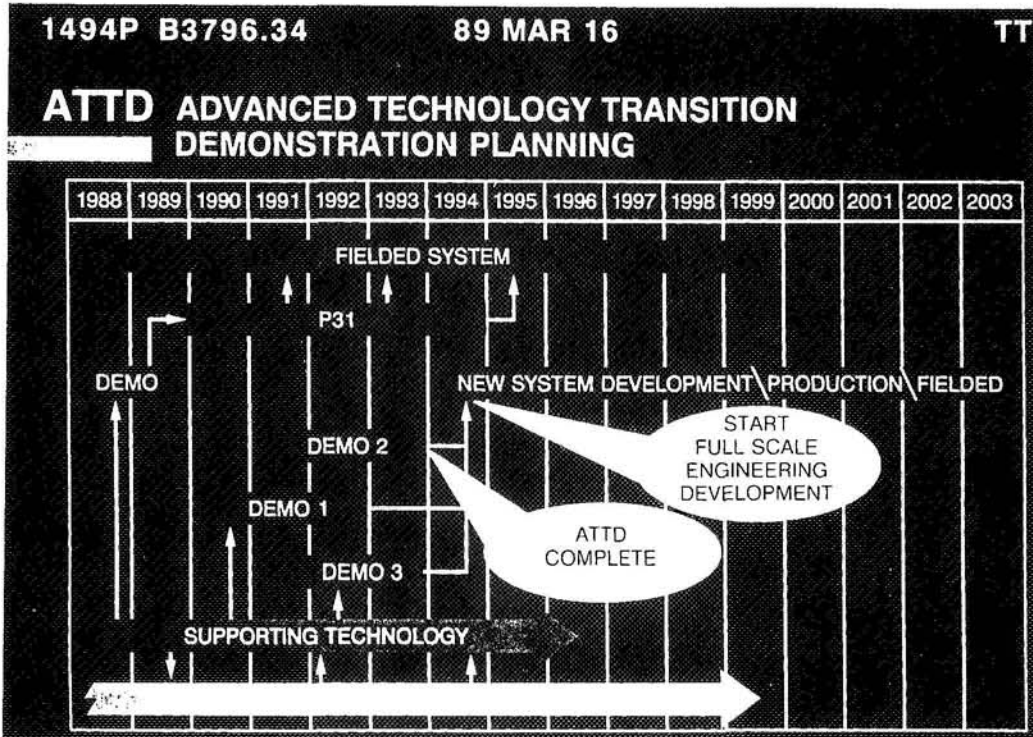 1494P B3796.34 89 MAR 16 TT
ATTD ADVANCED TECHNOLOGY TRANSITION
DEMONSTRATION PLANNING
1988 1989 1990 1991 1992 1993 1994 1995 1996 1997 1998 1999 2000 2001 2002 2003
FIELDED SYSTEM
P31
DEMO
NEW SYSTEM DEVELOPMENT\PRODUCTION\FIELDED
START
FULL SCALE
ENGINEERING
DEVELOPMENT
DEMO 2
DEMO 1
ATTD
COMPLETE
DEMO 3
SUPPORTING TECHNOLOGY